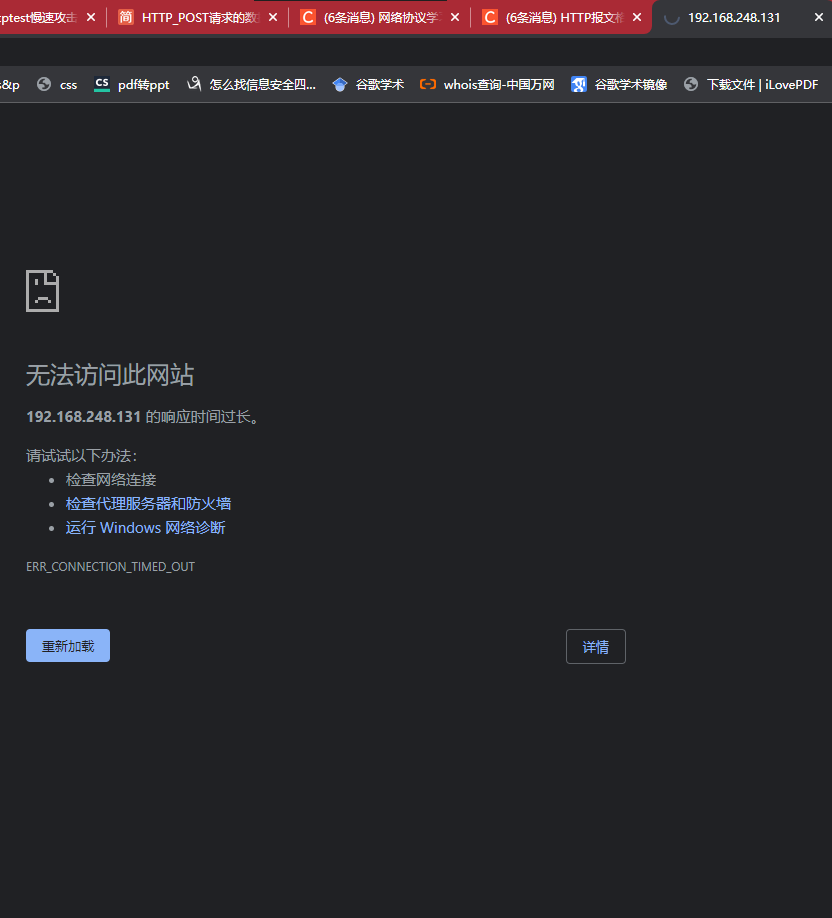 ptest慢速攻击
简 HTTP_POST请求的数
C (6条消息) 网络协议学
C (6条消息) HTTP报文格
192.168.248.131
s&p
css
CS pdf转ppt
怎么找信息安全四...
谷歌学术
whois查询-中国万网
谷歌学术镜像
下载文件 | iLovePDF
无法访问此网站
192.168.248.131 的响应时间过长。
请试试以下办法：
检查网络连接
检查代理服务器和防火墙
运行 Windows 网络诊断
ERR_CONNECTION_TIMED_OUT
重新加载
详情